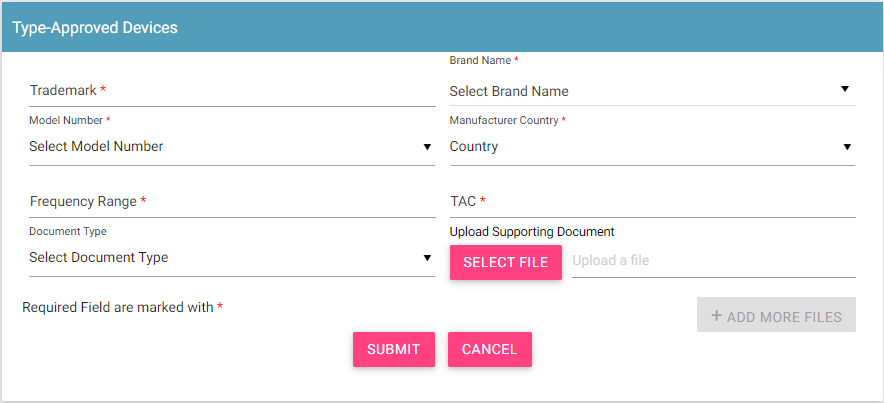 Type-Approved Devices
Brand Name *
Trademark *
Select Brand Name
Model Number *
Manufacturer Country *
Select Model Number
Country
Frequency Range *
TAC *
Document Type
Upload Supporting Document
Select Document Type
SELECT FILE
Upload a file
Required Field are marked with *
+ ADD MORE FILES
SUBMIT
CANCEL